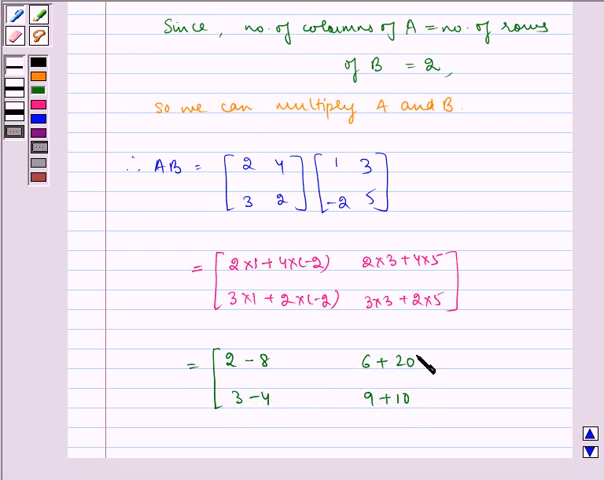 Since, no. of columns of A = no. of rows
of B = 2,
so we can multiply A and B.
∴ AB = [ 2 4 ] [ 1 3 ]
[ 3 2 ] [ -2 5 ]
= [ 2×1 + 4×(-2) 2×3 + 4×5 ]
[ 3×1 + 2×(-2) 3×3 + 2×5 ]
= [ 2 - 8 6 + 20
[ 3 - 4 9 + 10